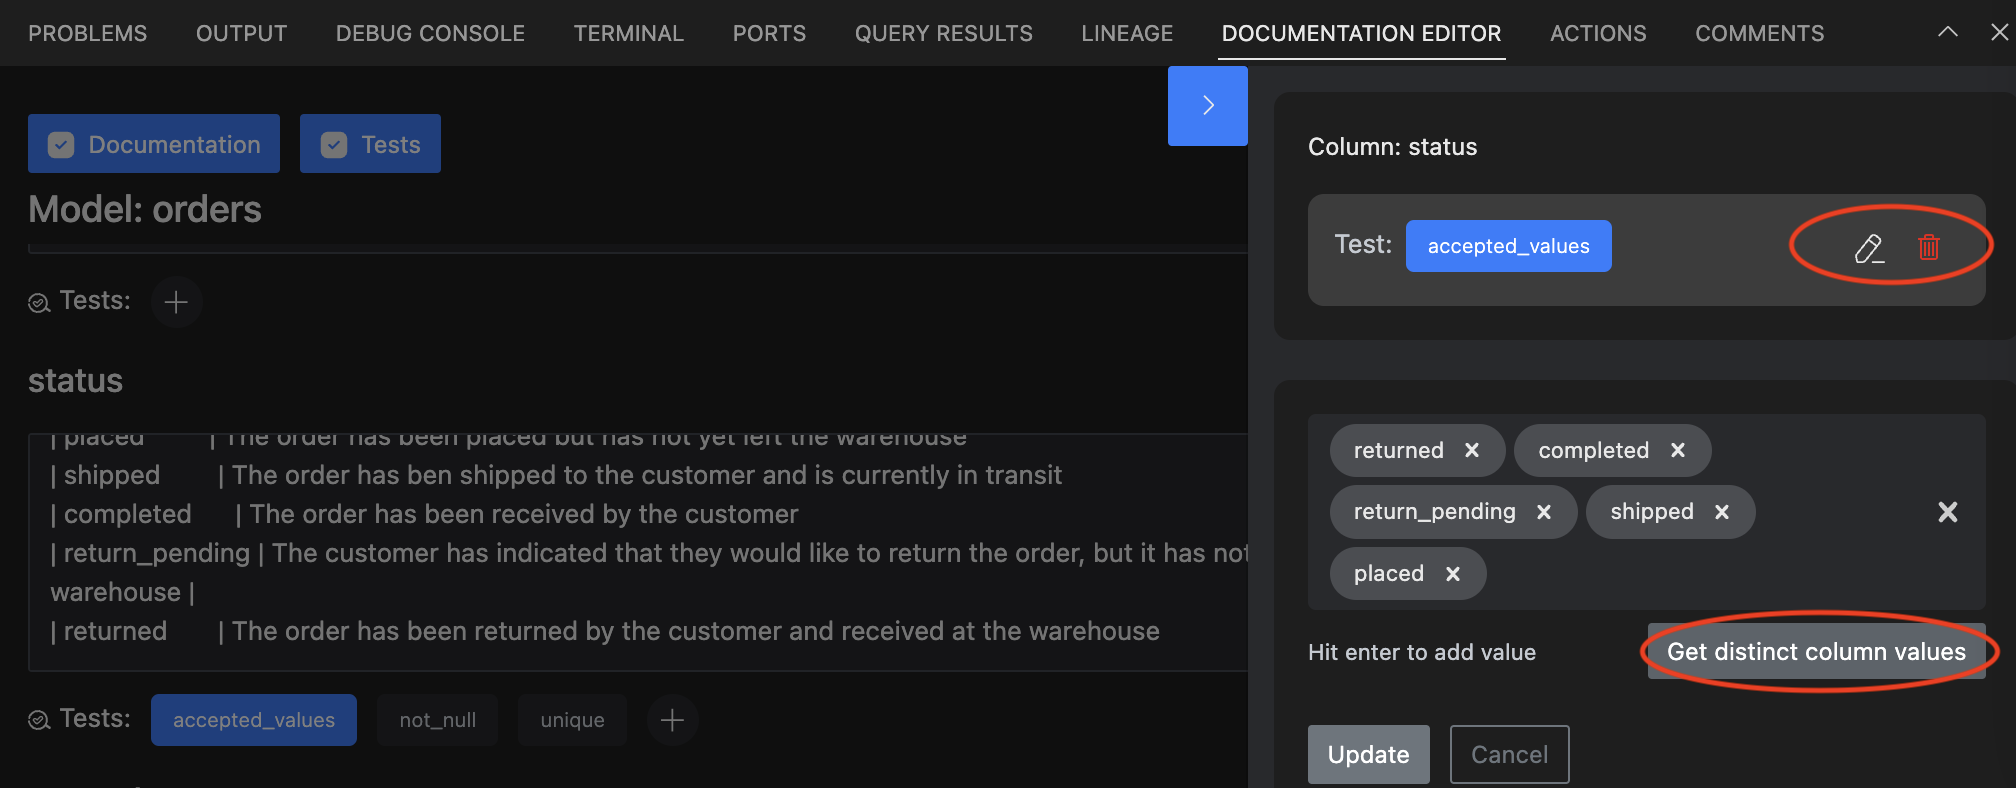 PROBLEMS OUTPUT DEBUG CONSOLE TERMINAL PORTS QUERY RESULTS LINEAGE DOCUMENTATION EDITOR ACTIONS COMMENTS
Documentation Tests
Model: orders
Tests:
status
| placed | The order has been placed but has not yet left the warehouse
| shipped | The order has ben shipped to the customer and is currently in transit
| completed | The order has been received by the customer
| return_pending | The customer has indicated that they would like to return the order, but it has not
warehouse |
| returned | The order has been returned by the customer and received at the warehouse
Tests: accepted_values not_null unique
Column: status
Test: accepted_values
returned completed
return_pending shipped
placed
Hit enter to add value Get distinct column values
Update Cancel